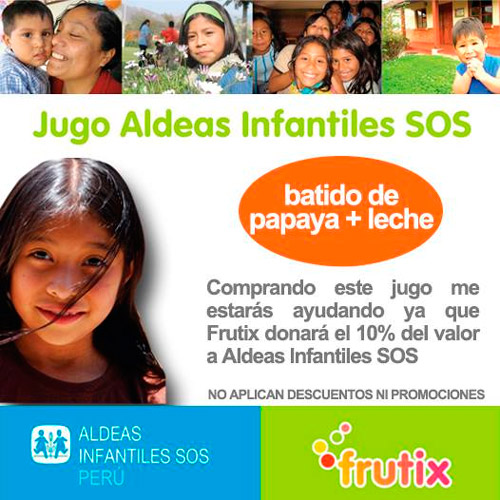 Jugo Aldeas Infantiles SOS
batido de
papaya + leche
Comprando este jugo me
estarás ayudando ya que
Frutix donará el 10% del valor
a Aldeas Infantiles SOS
NO APLICAN DESCUENTOS NI PROMOCIONES
ALDEAS
INFANTILES SOS
PERÚ
frutix